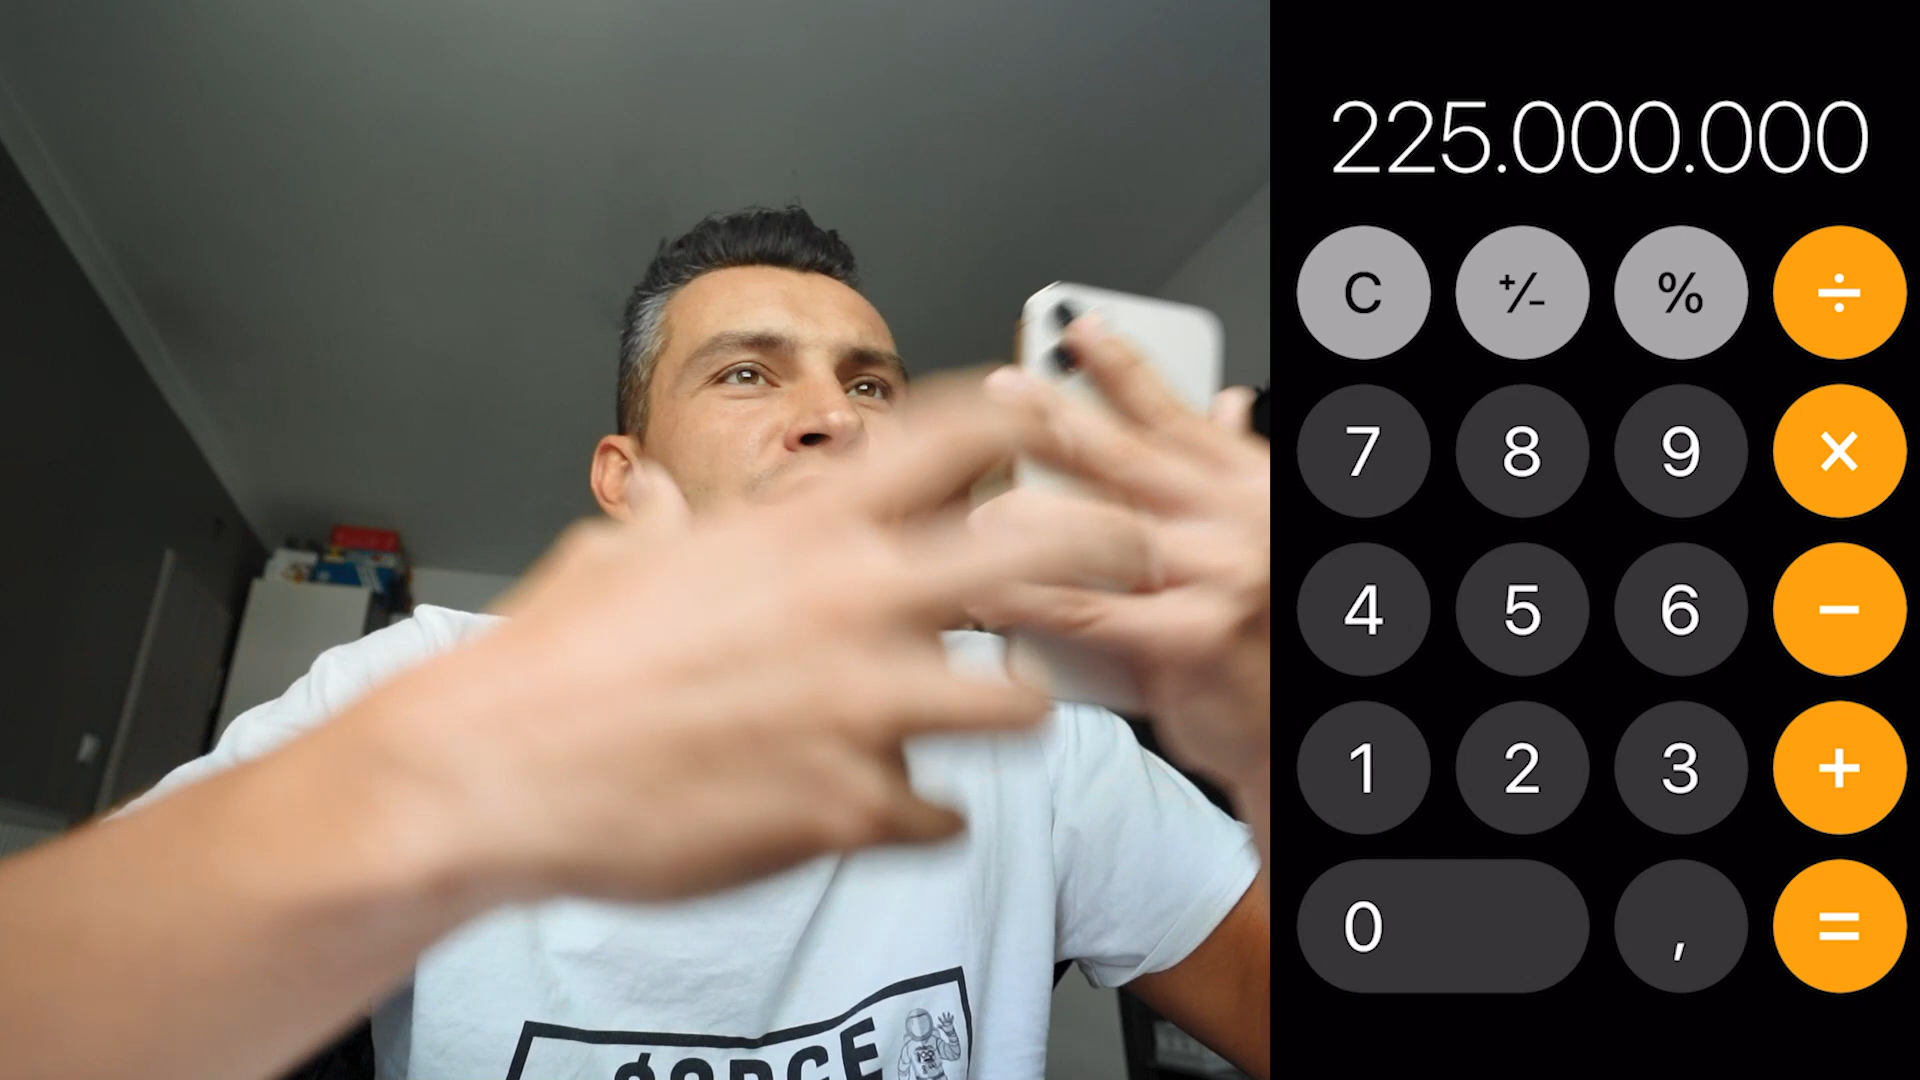 225.000.000
C +/- % ÷
7 8 9 ×
4 5 6 −
1 2 3 +
0 , =